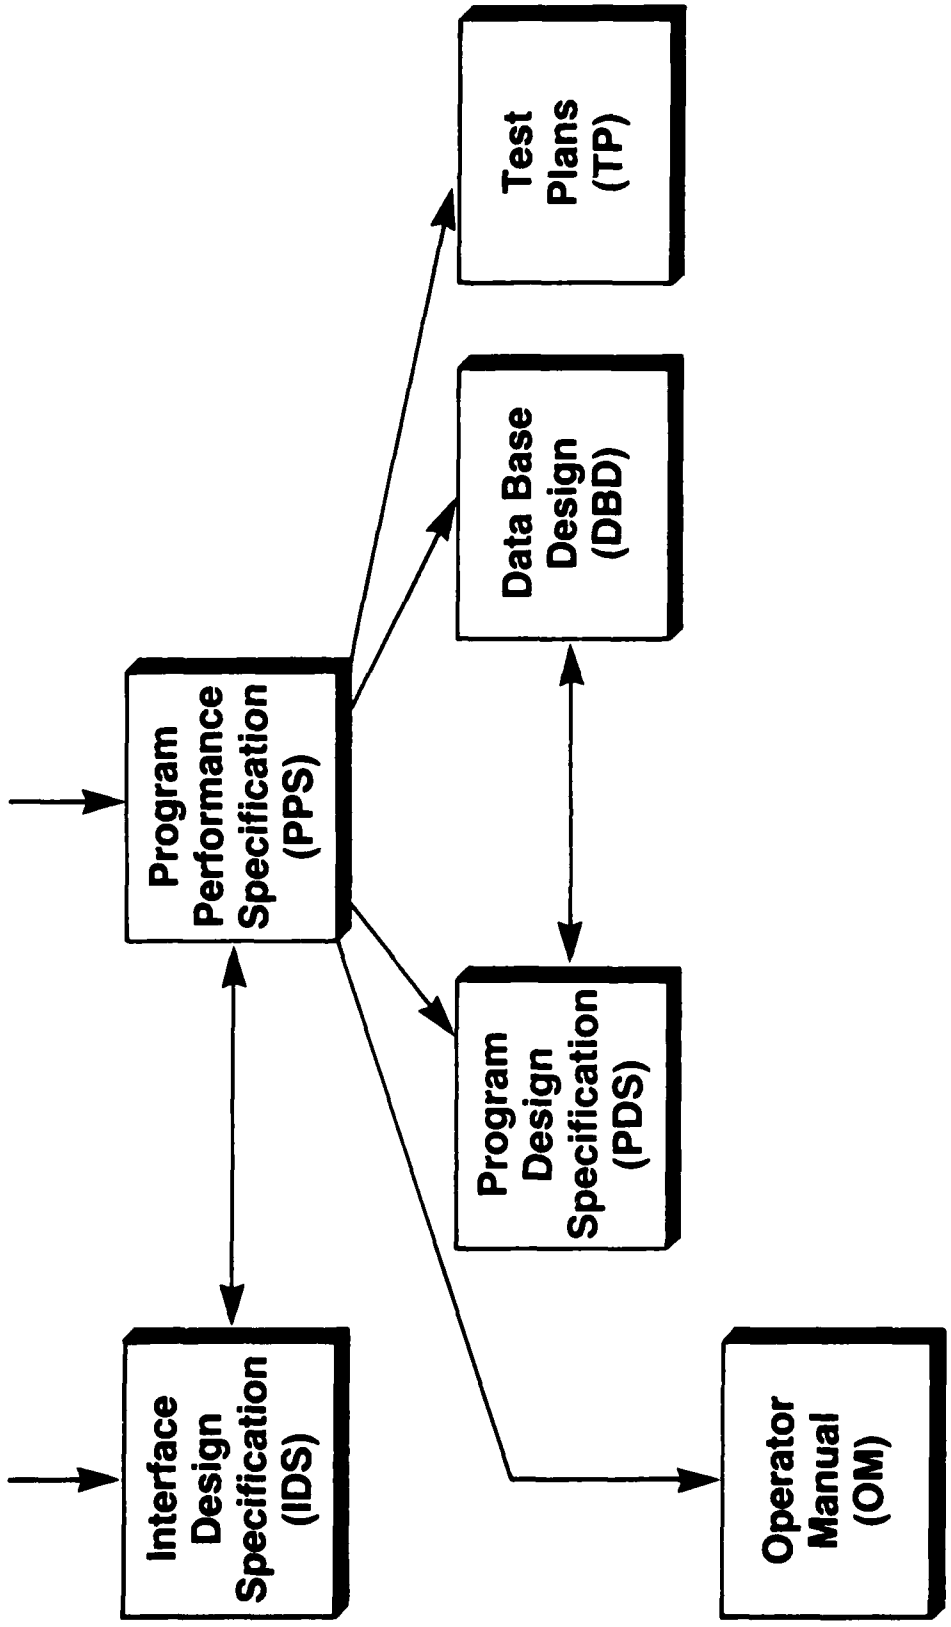 Interface
Design
Specification
(IDS)
Program
Performance
Specification
(PPS)
Program
Design
Specification
(PDS)
Data Base
Design
(DBD)
Test
Plans
(TP)
Operator
Manual
(OM)